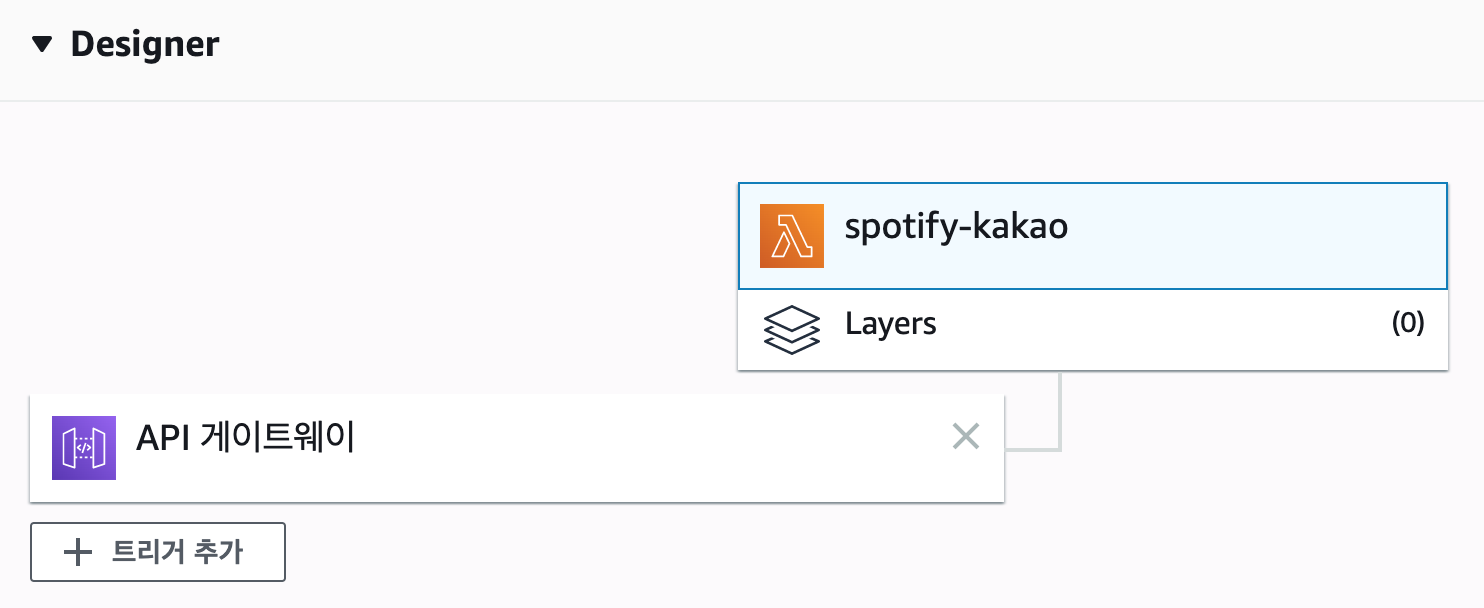 Designer
spotify-kakao
Layers (0)
API 게이트웨이
트리거 추가